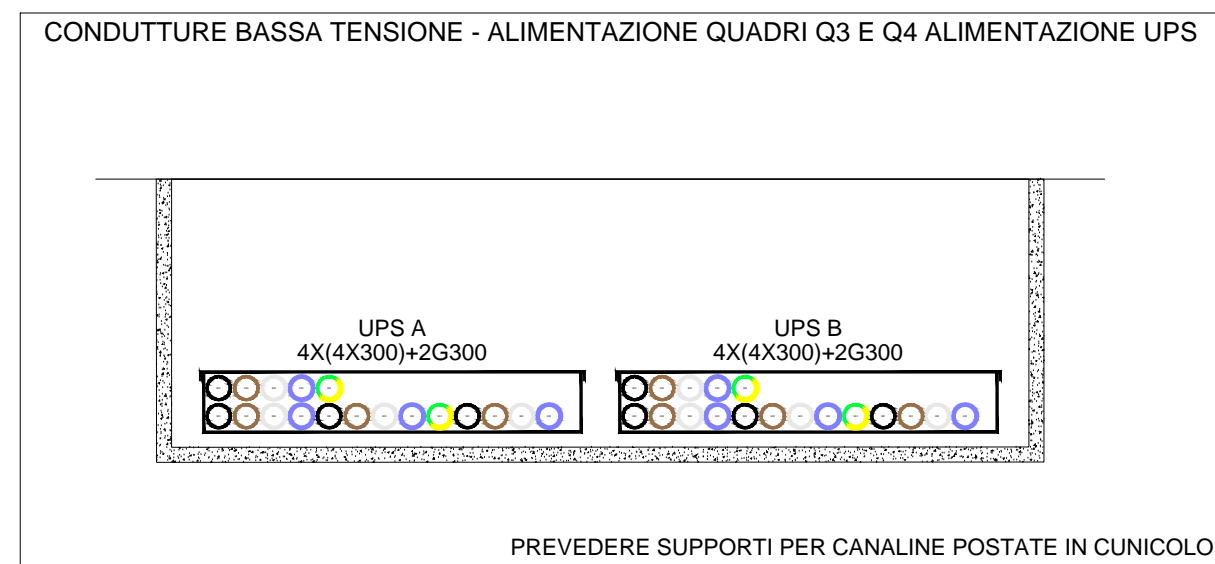 CONDUTTURE BASSA TENSIONE - ALIMENTAZIONE QUADRI Q3 E Q4 ALIMENTAZIONE UPS
UPS A
4X(4X300)+2G300
UPS B
4X(4X300)+2G300
PREVEDERE SUPPORTI PER CANALINE POSTATE IN CUNICOLO